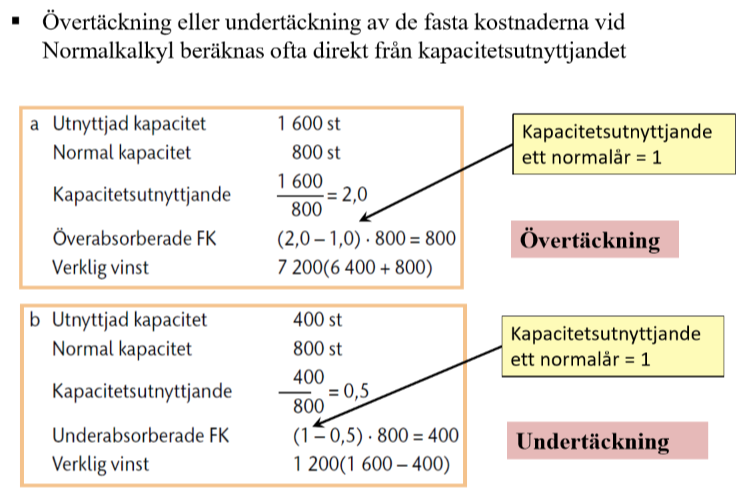 ▪ Övertäckning eller undertäckning av de fasta kostnaderna vid
Normalkalkyl beräknas ofta direkt från kapacitetsutnyttjandet
a Utnyttjad kapacitet 1 600 st
Normal kapacitet 800 st
Kapacitetsutnyttjande 1 600/800 = 2,0
Överabsorberade FK (2,0 – 1,0) · 800 = 800
Verklig vinst 7 200(6 400 + 800)
Kapacitetsutnyttjande
ett normalår = 1
Övertäckning
b Utnyttjad kapacitet 400 st
Normal kapacitet 800 st
Kapacitetsutnyttjande 400/800 = 0,5
Underabsorberade FK (1 – 0,5) · 800 = 400
Verklig vinst 1 200(1 600 – 400)
Kapacitetsutnyttjande
ett normalår = 1
Undertäckning